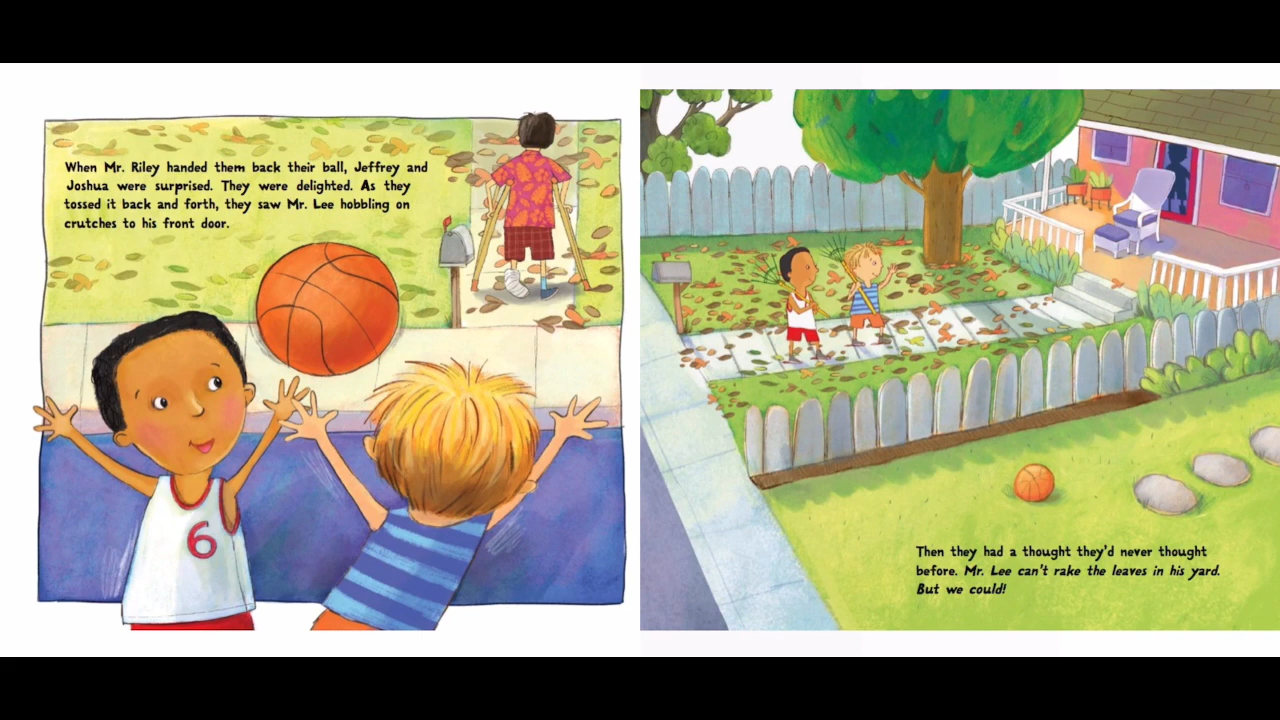 When Mr. Riley handed them back their ball, Jeffrey and
Joshua were surprised. They were delighted. As they
tossed it back and forth, they saw Mr. Lee hobbling on
crutches to his front door.
6
Then they had a thought they'd never thought
before. Mr. Lee can't rake the leaves in his yard.
But we could!